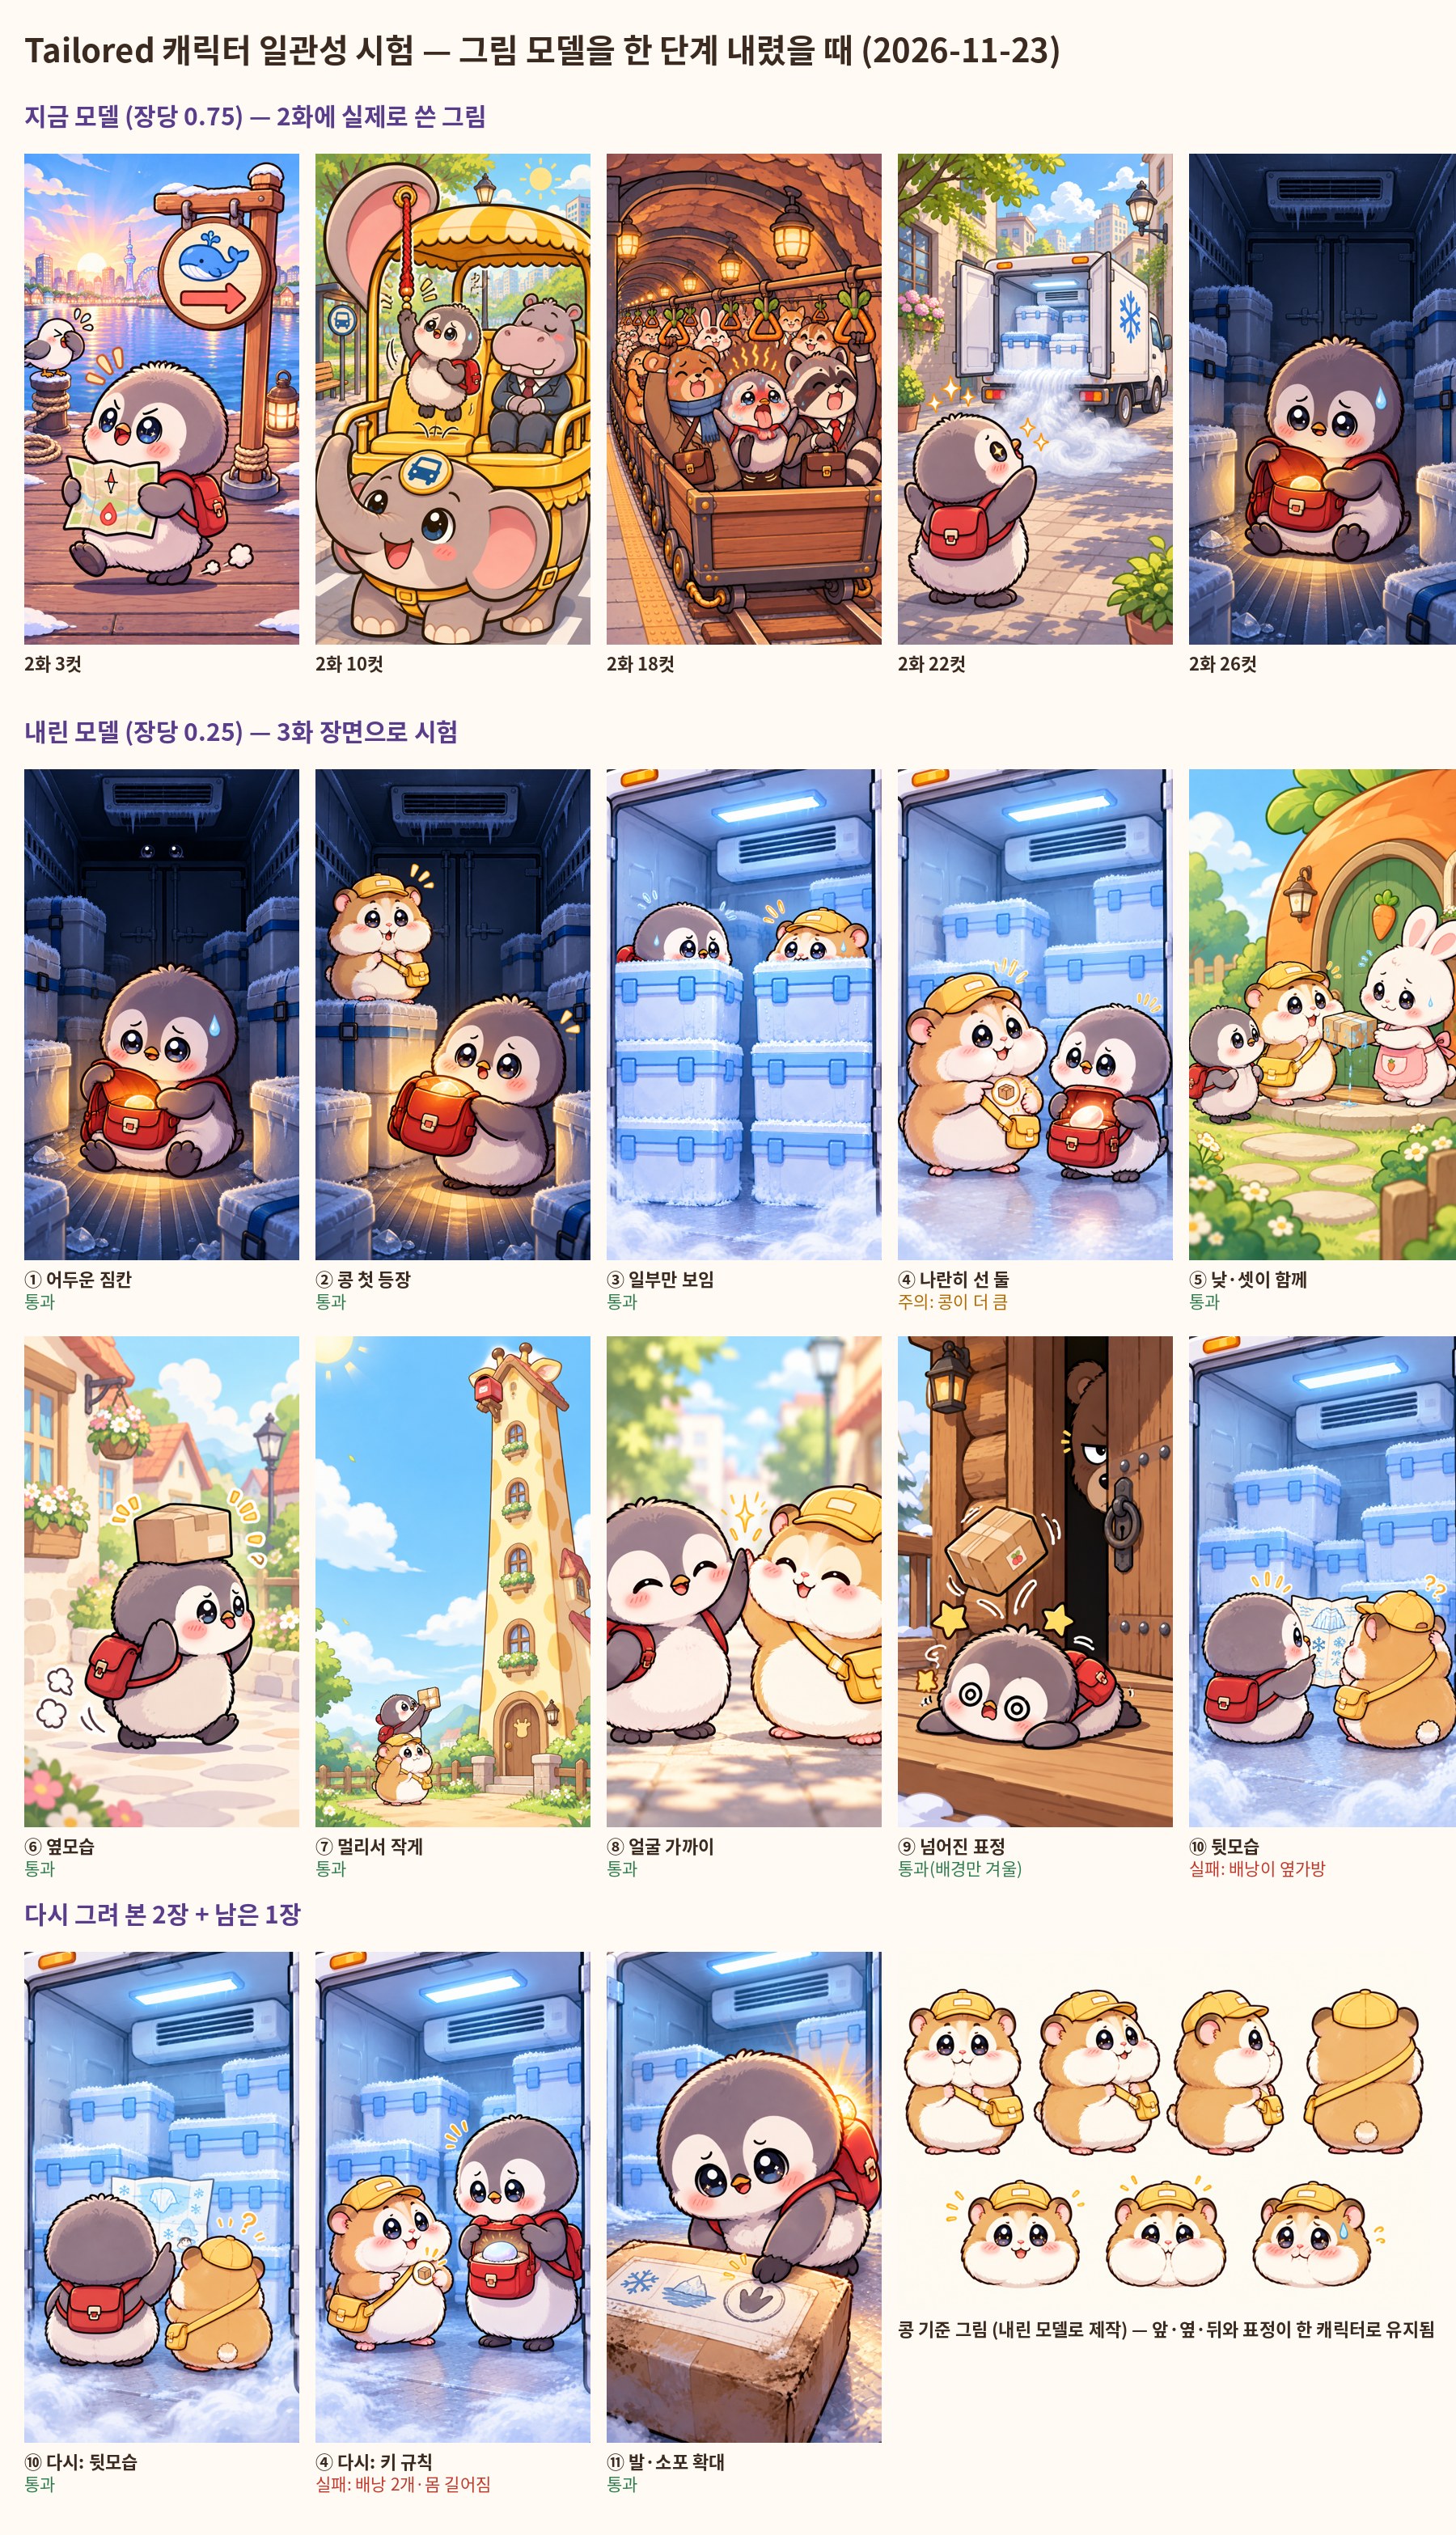 Tailored 캐릭터 일관성 시험 — 그림 모델을 한 단계 내렸을 때 (2026-11-23)
지금 모델 (장당 0.75) — 2화에 실제로 쓴 그림
2화 3컷
2화 10컷
2화 18컷
2화 22컷
2화 26컷
내린 모델 (장당 0.25) — 3화 장면으로 시험
① 어두운 짐칸
통과
② 콩 첫 등장
통과
③ 일부만 보임
통과
④ 나란히 선 둘
주의: 콩이 더 큼
⑤ 낮·셋이 함께
통과
⑥ 옆모습
통과
⑦ 멀리서 작게
통과
⑧ 얼굴 가까이
통과
⑨ 넘어진 표정
통과(배경만 겨울)
??
⑩ 뒷모습
실패: 배낭이 옆가방
다시 그려 본 2장 + 남은 1장
?
⑩ 다시: 뒷모습
통과
④ 다시: 키 규칙
실패: 배낭 2개·몸 길어짐
⑪ 발·소포 확대
통과
콩 기준 그림 (내린 모델로 제작) — 앞·옆·뒤와 표정이 한 캐릭터로 유지됨